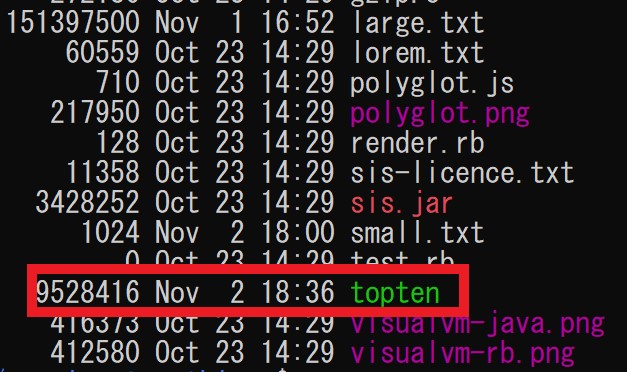 151397500 Nov 1 16:52 large.txt
60559 Oct 23 14:29 lorem.txt
710 Oct 23 14:29 polyglot.js
217950 Oct 23 14:29 polyglot.png
128 Oct 23 14:29 render.rb
11358 Oct 23 14:29 sis-licence.txt
3428252 Oct 23 14:29 sis.jar
1024 Nov 2 18:00 small.txt
0 Oct 23 14:29 test.rb
9528416 Nov 2 18:36 topten
416373 Oct 23 14:29 visualvm-java.png
412580 Oct 23 14:29 visualvm-rb.png